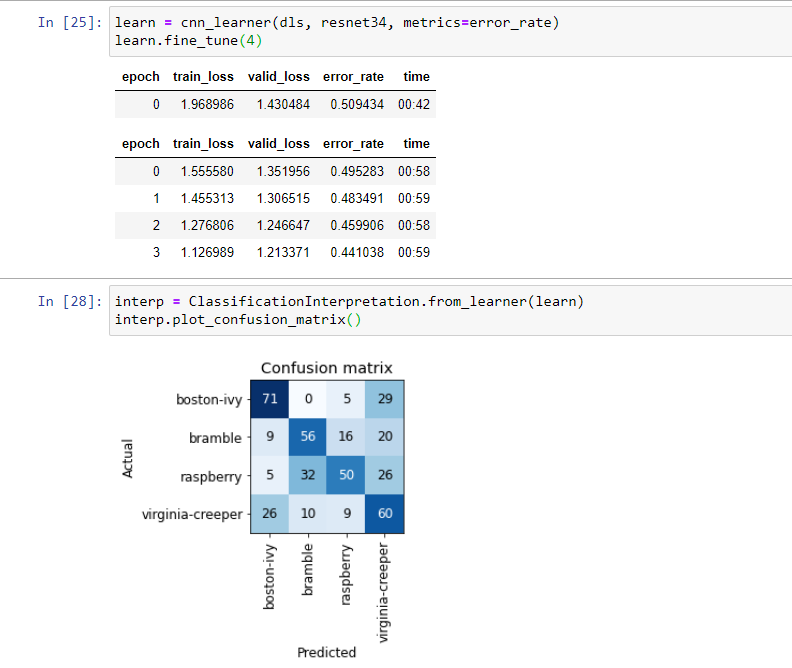 In [25]: learn = cnn_learner(dls, resnet34, metrics=error_rate)
learn.fine_tune(4)
epoch train_loss valid_loss error_rate time
0 1.968986 1.430484 0.509434 00:42
epoch train_loss valid_loss error_rate time
0 1.555580 1.351956 0.495283 00:58
1 1.455313 1.306515 0.483491 00:59
2 1.276806 1.246647 0.459906 00:58
3 1.126989 1.213371 0.441038 00:59
In [28]: interp = ClassificationInterpretation.from_learner(learn)
interp.plot_confusion_matrix()
Confusion matrix
Actual
boston-ivy 71 0 5 29
bramble 9 56 16 20
raspberry 5 32 50 26
virginia-creeper 26 10 9 60
boston-ivy
bramble
raspberry
virginia-creeper
Predicted